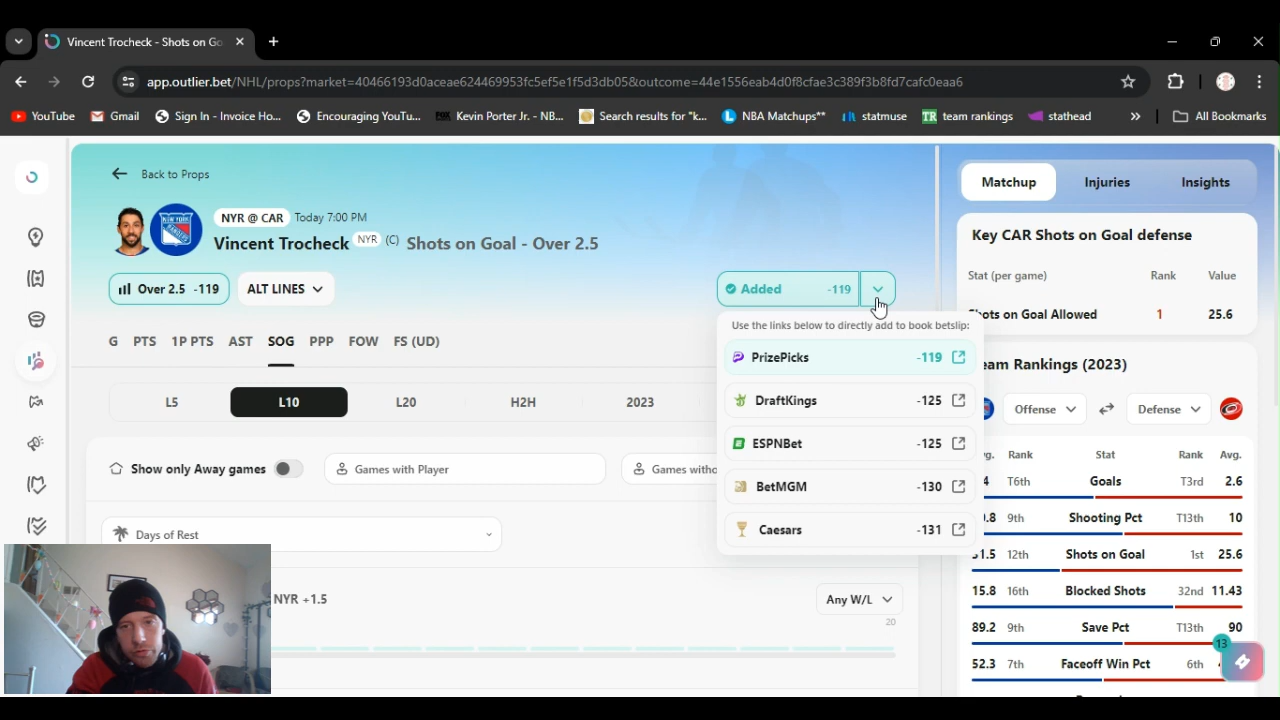 Vincent Trocheck - Shots on Go
app.outlier.bet/NHL/props?market=40466193d0aceae624469953fc5ef5e1f5d3db05&outcome=44e1556eab4d0f8cfae3c389f3b8fd7cafc0eaa6
YouTube
Gmail
Sign In - Invoice Ho...
Encouraging YouTu...
Kevin Porter Jr. - NB...
Search results for "k...
NBA Matchups**
statmuse
TR team rankings
stathead
All Bookmarks
Back to Props
NYR @ CAR Today 7:00 PM
Vincent Trocheck NYR (C) Shots on Goal - Over 2.5
Over 2.5 -119
ALT LINES
Added -119
G PTS 1P PTS AST SOG PPP FOW FS (UD)
L5 L10 L20 H2H 2023
Show only Away games
Games with Player
Games witho
Days of Rest
NYR +1.5
Any W/L
20
Use the links below to directly add to book betslip:
PrizePicks -119
DraftKings -125
ESPNBet -125
BetMGM -130
Caesars -131
Matchup Injuries Insights
Key CAR Shots on Goal defense
Stat (per game) Rank Value
hots on Goal Allowed 1 25.6
eam Rankings (2023)
Offense Defense
vg. Rank Stat Rank Avg.
4 T6th Goals T3rd 2.6
.8 9th Shooting Pct T13th 10
31.5 12th Shots on Goal 1st 25.6
15.8 16th Blocked Shots 32nd 11.43
89.2 9th Save Pct T13th 90
13
52.3 7th Faceoff Win Pct 6th